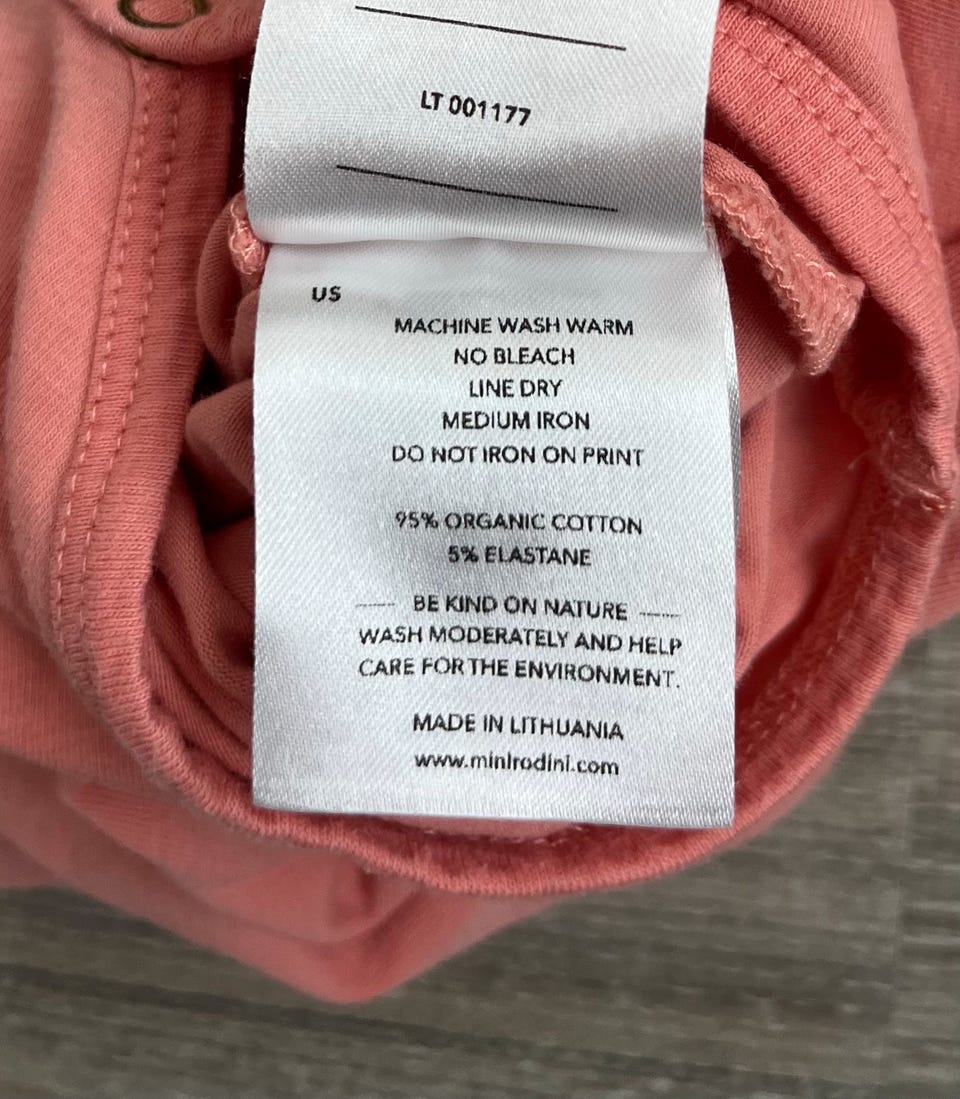 LT 001177
US
MACHINE WASH WARM
NO BLEACH
LINE DRY
MEDIUM IRON
DO NOT IRON ON PRINT
95% ORGANIC COTTON
5% ELASTANE
BE KIND ON NATURE
WASH MODERATELY AND HELP
CARE FOR THE ENVIRONMENT.
MADE IN LITHUANIA
www.minirodini.com